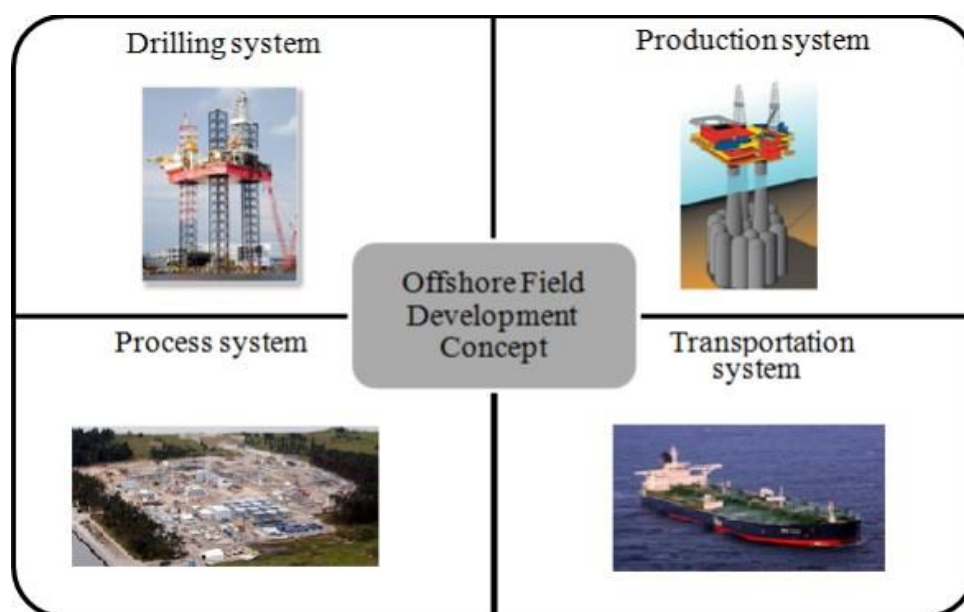 Drilling system
Production system
Offshore Field
Development
Concept
Process system
Transportation
system